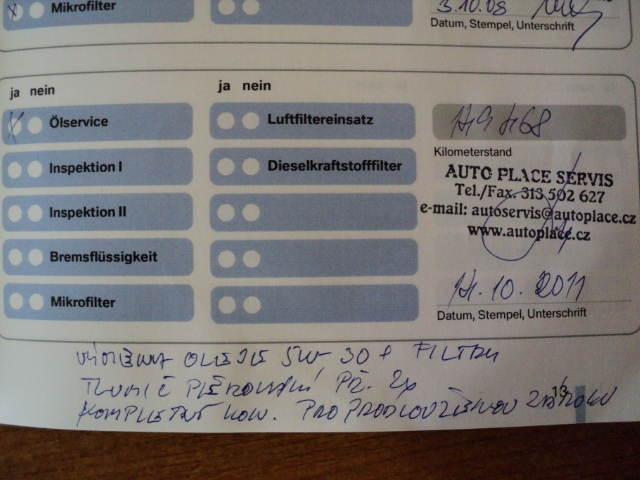 Mikrofilter
3.10.08
Datum, Stempel, Unterschrift
ja nein
ja nein
Ölservice
Luftfiltereinsatz
Kilometerstand
Inspektion I
Dieselkraftstofffilter
AUTO PLACE SERVIS
Tel./Fax. 313 502 627
Inspektion II
e-mail: autoservis@autoplace.cz
www.autoplace.cz
Bremsflüssigkeit
Mikrofilter
14.10.2011
Datum, Stempel, Unterschrift
VÝMĚNA OLEJE 5W 30 + FILTRU
TLUMIČ PÉROVÁNÍ PŘ. 2x
KOMPLETNÍ KON. PRO PRODLOUŽENOU ZÁRUKU
13